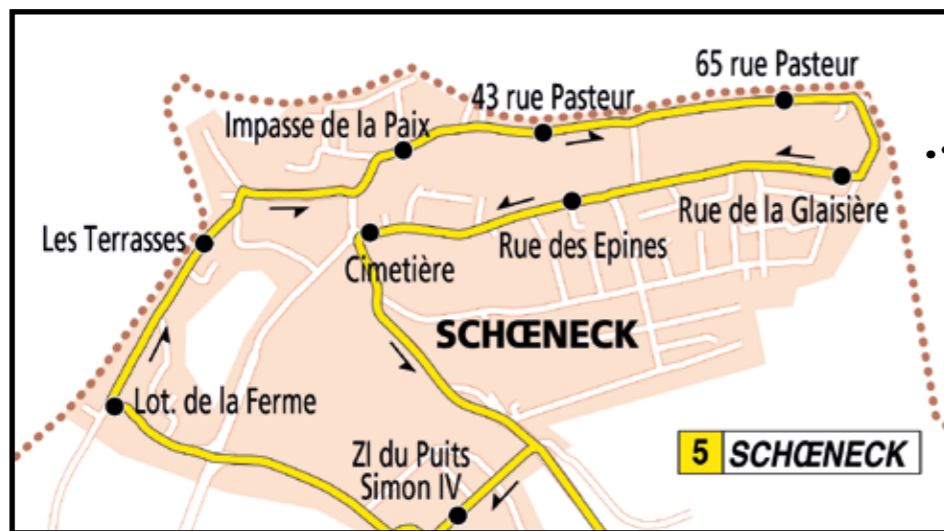 65 rue Pasteur
43 rue Pasteur
Impasse de la Paix
Rue de la Glaisière
Les Terrasses
Rue des Epines
Cimetière
SCHŒNECK
Lot. de la Ferme
ZI du Puits
Simon IV
5 SCHŒNECK